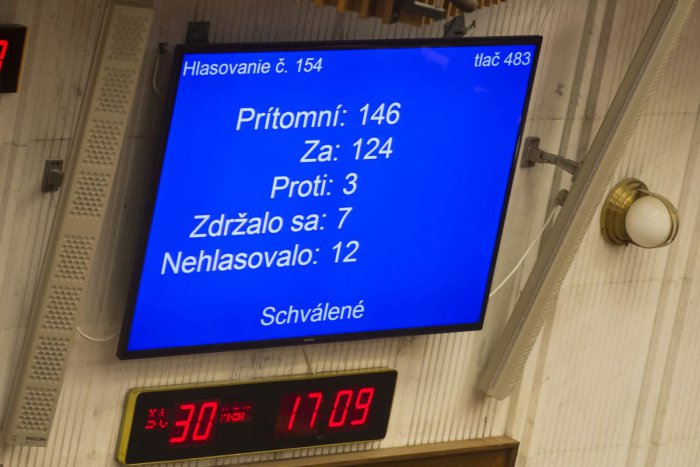 Hlasovanie č. 154
tlač 483
Prítomní: 146
Za: 124
Proti: 3
Zdržalo sa: 7
Nehlasovalo: 12
Schválené
30
17 09
PHILIPS